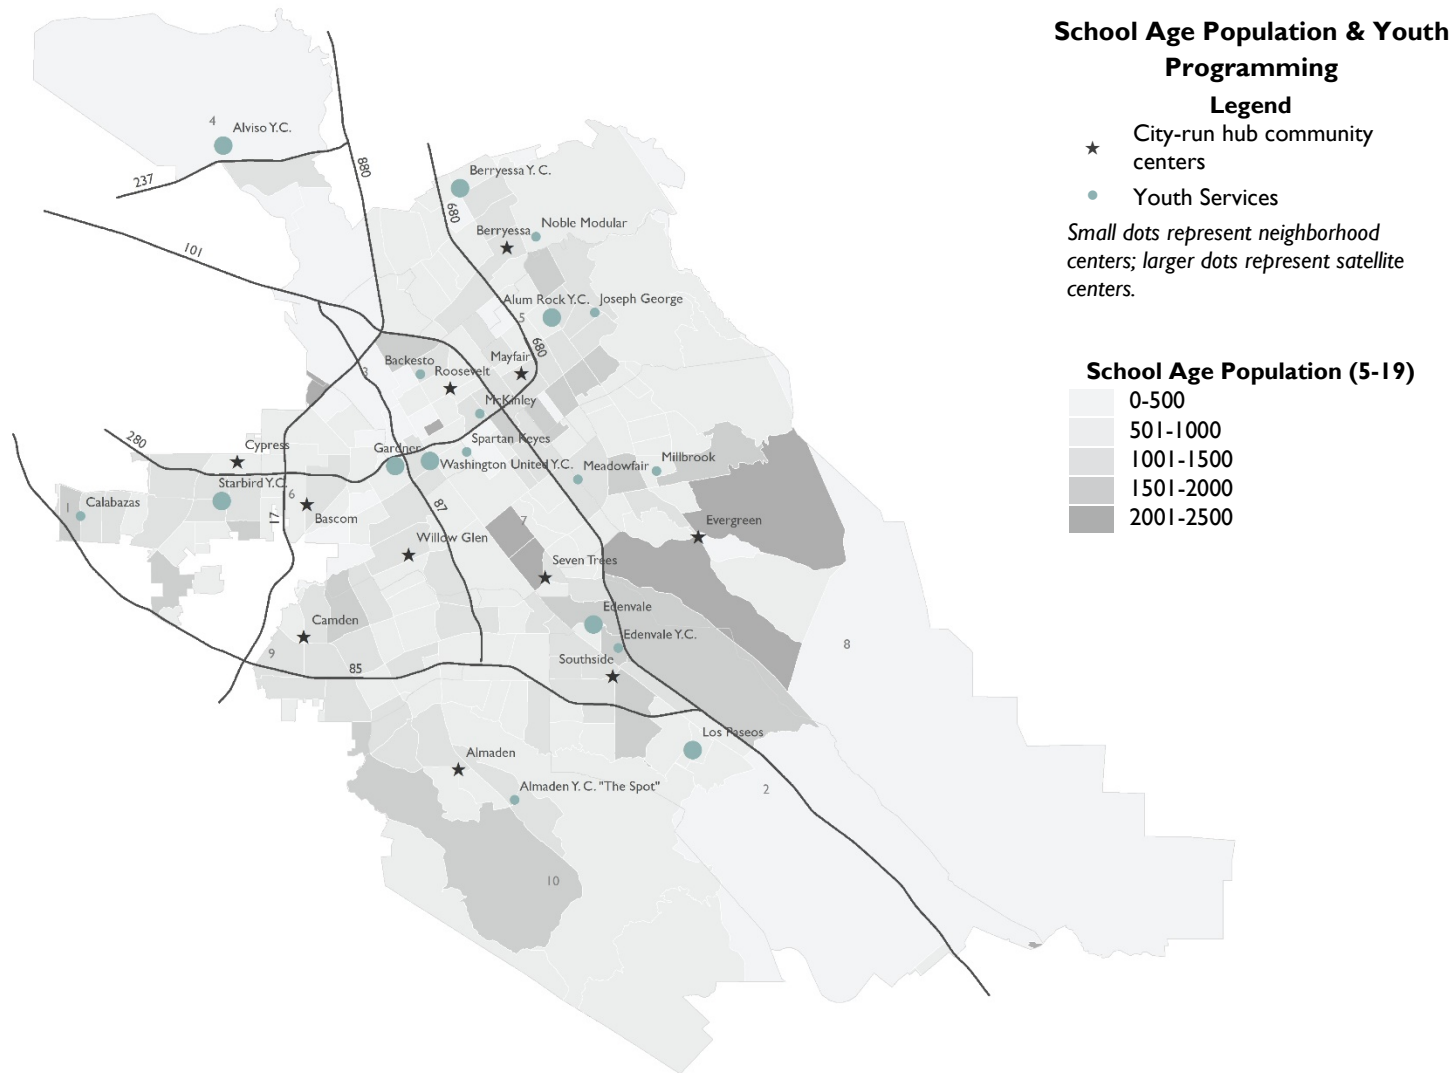 School Age Population & Youth
Programming
Legend
City-run hub community
centers
Youth Services
Small dots represent neighborhood
centers; larger dots represent satellite
centers.
School Age Population (5-19)
0-500
501-1000
1001-1500
1501-2000
2001-2500
4
Alviso Y.C.
237
880
101
Berryessa Y. C.
680
Noble Modular
Berryessa
Alum Rock Y.C.
Joseph George
5
680
Backesto
3
Roosevelt
Mayfair
McKinley
280
Cypress
Gardner
Spartan Keyes
Washington United Y.C.
Meadowfair
Millbrook
Starbird Y.C.
6
1
Calabazas
17
Bascom
87
7
Evergreen
Willow Glen
Seven Trees
Camden
Edenvale
Edenvale Y.C.
8
9
85
Southside
Los Paseos
Almaden
2
Almaden Y. C. "The Spot"
10